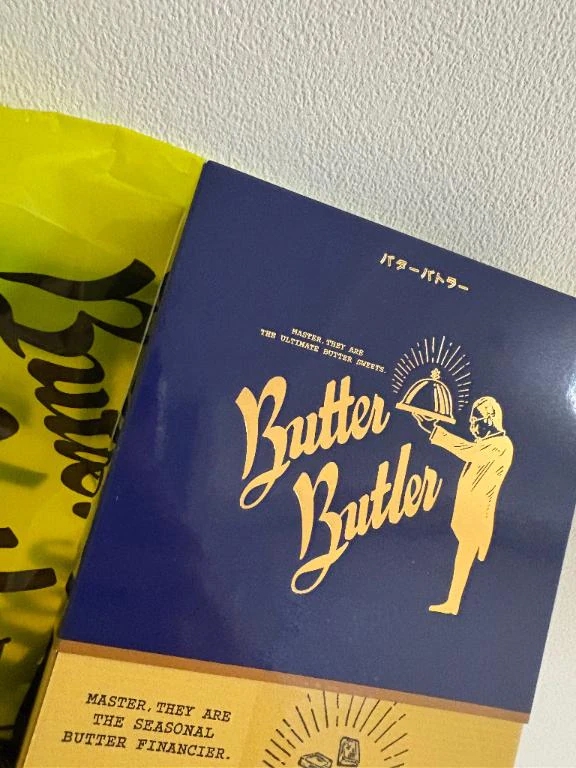 バターバトラー
MASTER, THEY ARE
THE ULTIMATE BUTTER SWEETS.
Butter
Butler
MASTER, THEY ARE
THE SEASONAL
BUTTER FINANCIER.